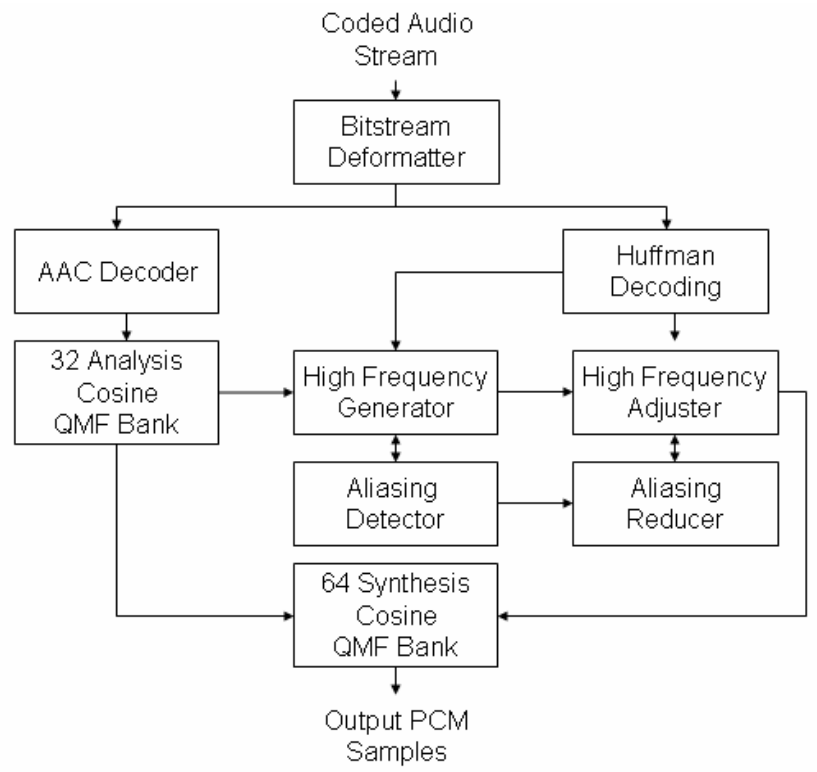 Coded Audio
Stream
Bitstream
Deformatter
AAC Decoder
Huffman
Decoding
32 Analysis
Cosine
QMF Bank
High Frequency
Generator
High Frequency
Adjuster
Aliasing
Detector
Aliasing
Reducer
64 Synthesis
Cosine
QMF Bank
Output PCM
Samples